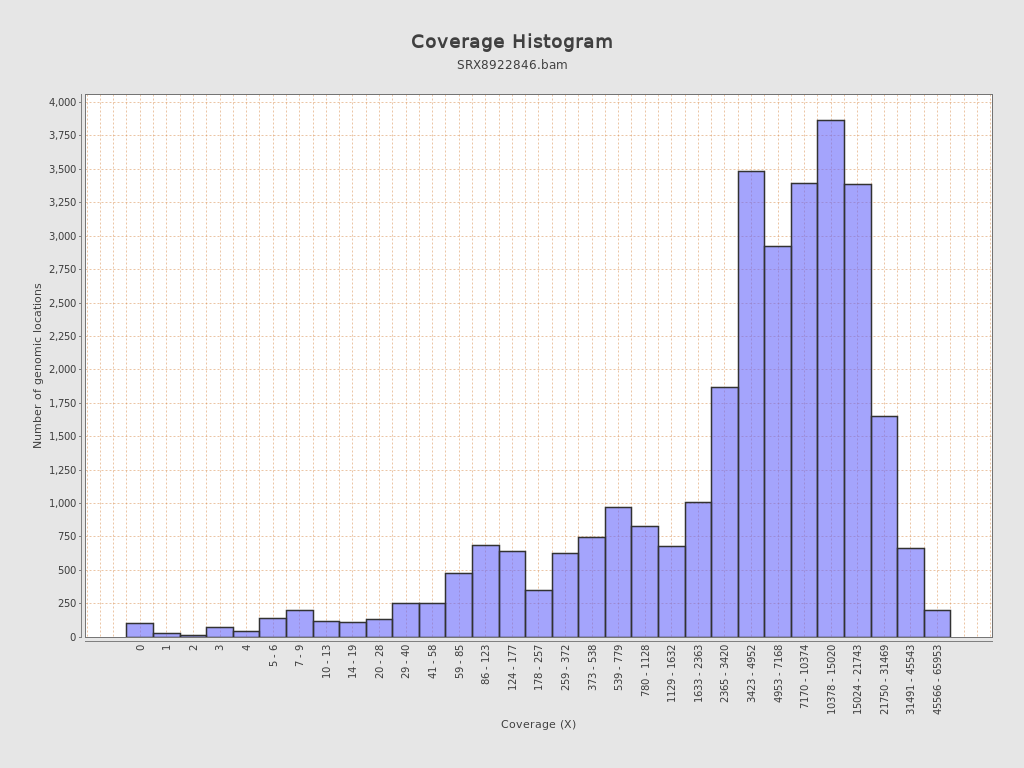 Coverage Histogram
SRX8922846.bam
Number of genomic locations
4,000
3,750
3,500
3,250
3,000
2,750
2,500
2,250
2,000
1,750
1,500
1,250
1,000
750
500
250
0
0
1
2
3
4
5 - 6
7 - 9
10 - 13
14 - 19
20 - 28
29 - 40
41 - 58
59 - 85
86 - 123
124 - 177
178 - 257
259 - 372
373 - 538
539 - 779
780 - 1128
1129 - 1632
1633 - 2363
2365 - 3420
3423 - 4952
4953 - 7168
7170 - 10374
10378 - 15020
15024 - 21743
21750 - 31469
31491 - 45543
45566 - 65953
Coverage (X)